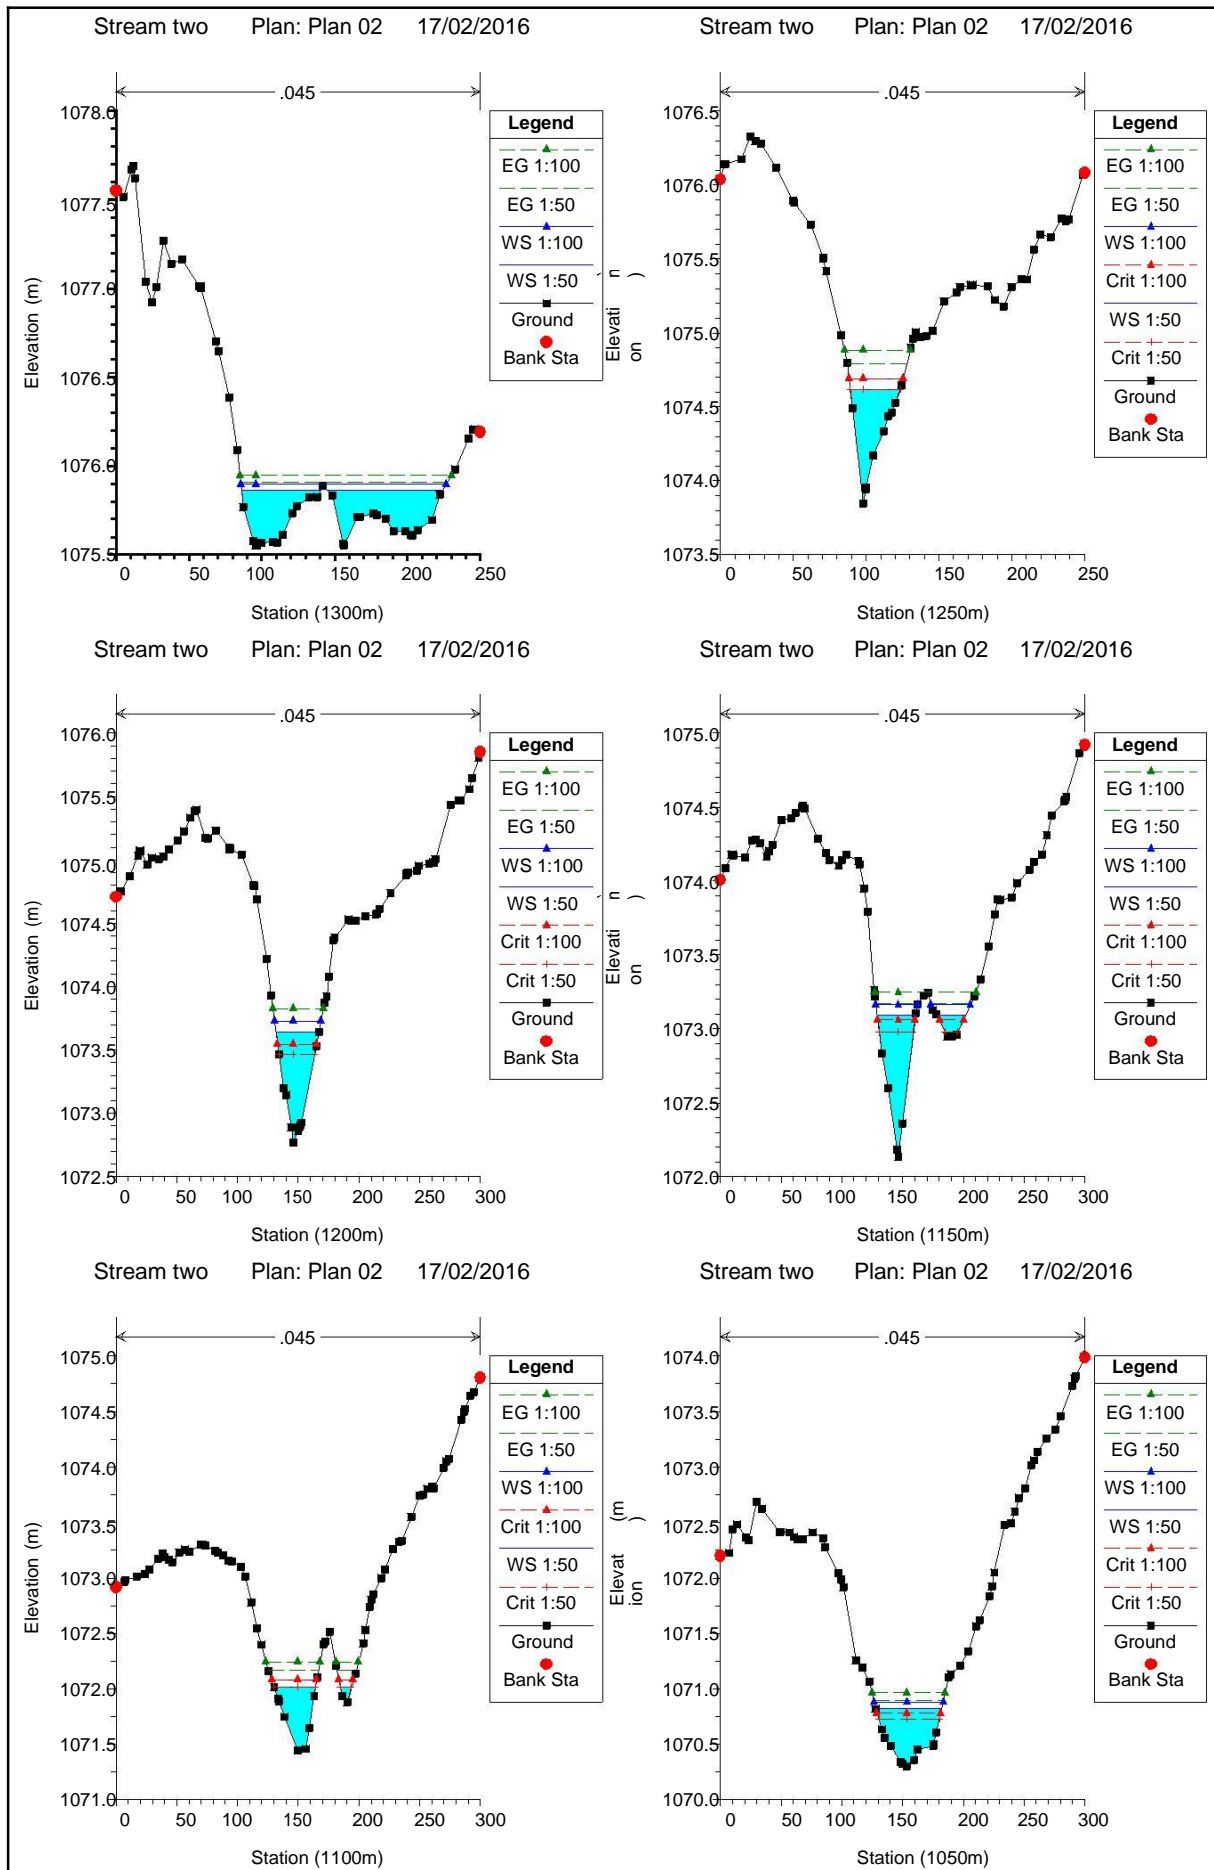 Stream two Plan: Plan 02 17/02/2016
.045
1078.0
1077.5
1077.0
1076.5
1076.0
1075.5
Elevation (m)
0 50 100 150 200 250
Station (1300m)
Legend
EG 1:100
EG 1:50
WS 1:100
WS 1:50
Ground
Bank Sta
Stream two Plan: Plan 02 17/02/2016
.045
1076.5
1076.0
1075.5
1075.0
1074.5
1074.0
1073.5
Elevati
on
n
)
0 50 100 150 200 250
Station (1250m)
Legend
EG 1:100
EG 1:50
WS 1:100
Crit 1:100
WS 1:50
Crit 1:50
Ground
Bank Sta
Stream two Plan: Plan 02 17/02/2016
.045
1076.0
1075.5
1075.0
1074.5
1074.0
1073.5
1073.0
1072.5
Elevation (m)
0 50 100 150 200 250 300
Station (1200m)
Legend
EG 1:100
EG 1:50
WS 1:100
WS 1:50
Crit 1:100
Crit 1:50
Ground
Bank Sta
Stream two Plan: Plan 02 17/02/2016
.045
1075.0
1074.5
1074.0
1073.5
1073.0
1072.5
1072.0
Elevati
on
n
)
0 50 100 150 200 250 300
Station (1150m)
Legend
EG 1:100
EG 1:50
WS 1:100
WS 1:50
Crit 1:100
Crit 1:50
Ground
Bank Sta
Stream two Plan: Plan 02 17/02/2016
.045
1075.0
1074.5
1074.0
1073.5
1073.0
1072.5
1072.0
1071.5
1071.0
Elevation (m)
0 50 100 150 200 250 300
Station (1100m)
Legend
EG 1:100
EG 1:50
WS 1:100
Crit 1:100
WS 1:50
Crit 1:50
Ground
Bank Sta
Stream two Plan: Plan 02 17/02/2016
.045
1074.0
1073.5
1073.0
1072.5
1072.0
1071.5
1071.0
1070.5
1070.0
Elevat
ion
(m
)
0 50 100 150 200 250 300
Station (1050m)
Legend
EG 1:100
EG 1:50
WS 1:100
WS 1:50
Crit 1:100
Crit 1:50
Ground
Bank Sta